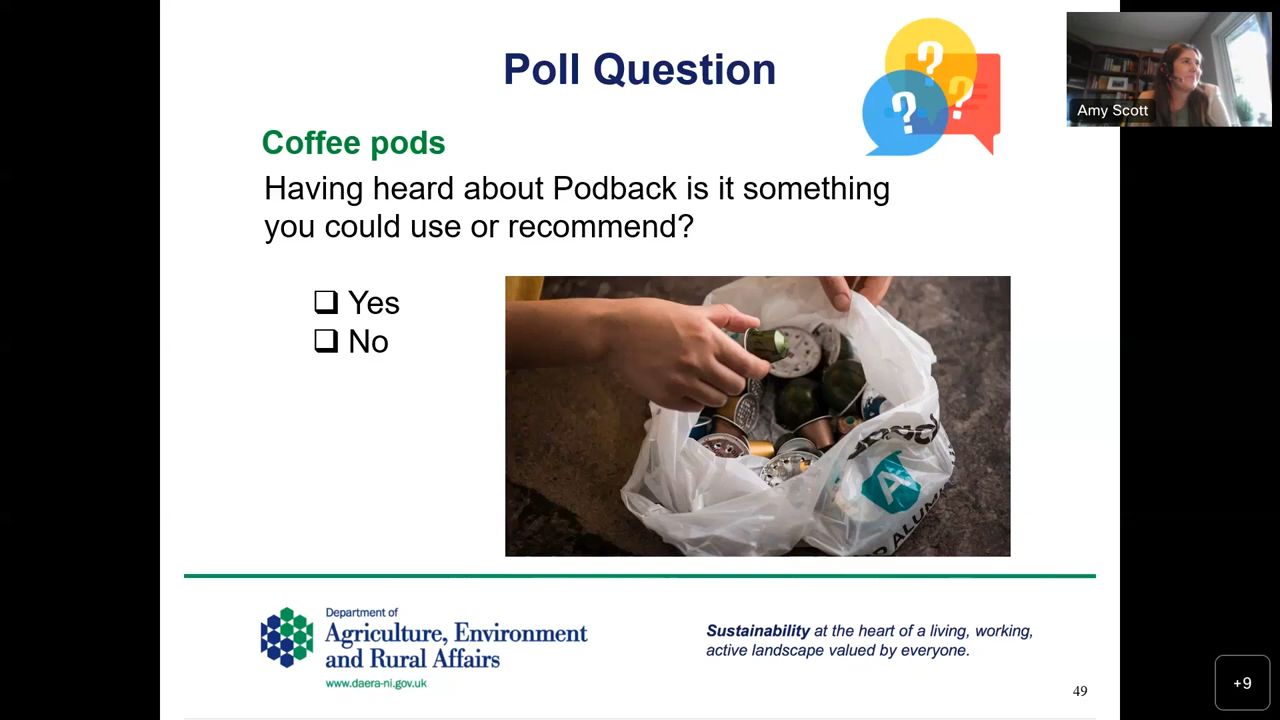 Poll Question
Amy Scott
Coffee pods
Having heard about Podback is it something
you could use or recommend?
❑ Yes
❑ No
A
Department of
Agriculture, Environment
and Rural Affairs
www.daera-ni.gov.uk
Sustainability at the heart of a living, working,
active landscape valued by everyone.
49
+9